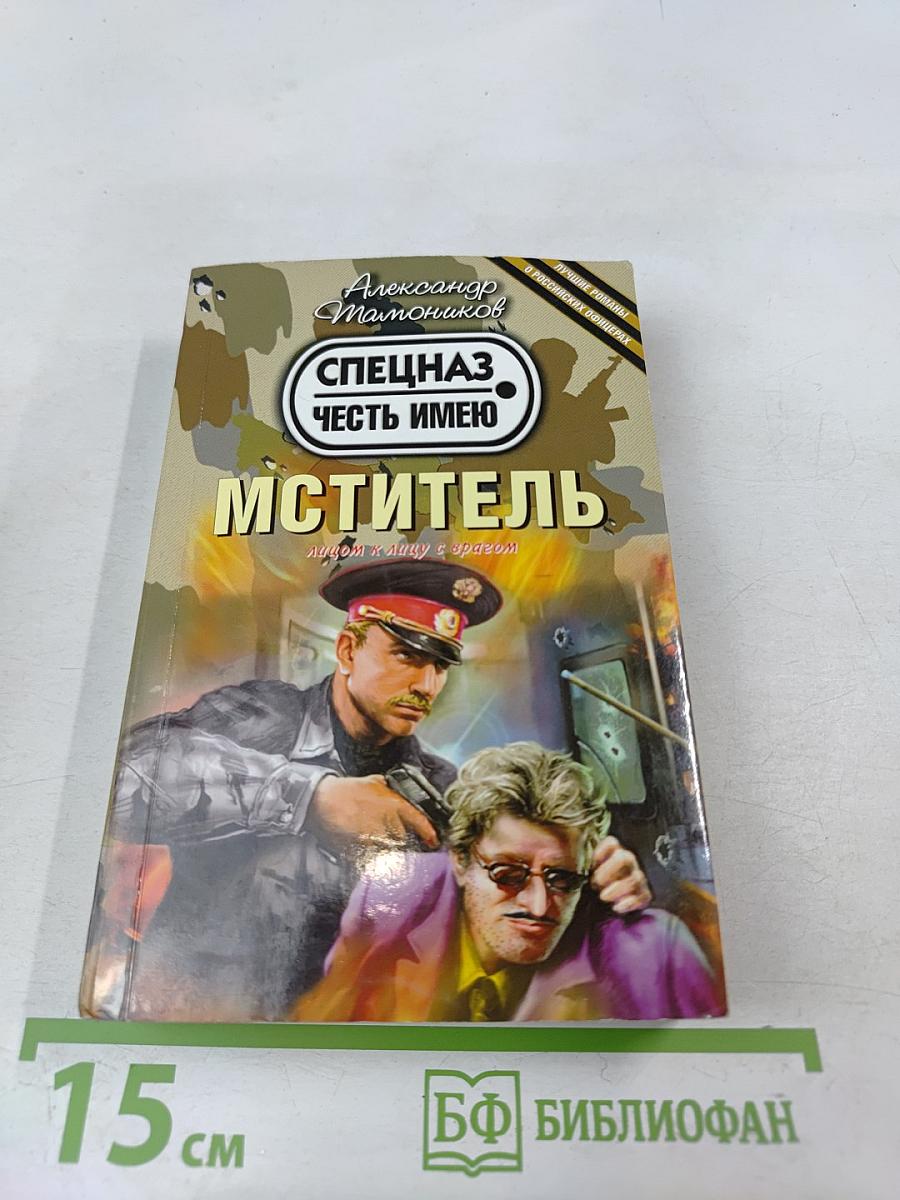 Александр
Тамоников
ЛУЧШИЕ РОМАНЫ
О РОССИЙСКИХ ОФИЦЕРАХ
СПЕЦНАЗ
ЧЕСТЬ ИМЕЮ
МСТИТЕЛЬ
лицом к лицу с врагом
15 см
БФ БИБЛИОФАН